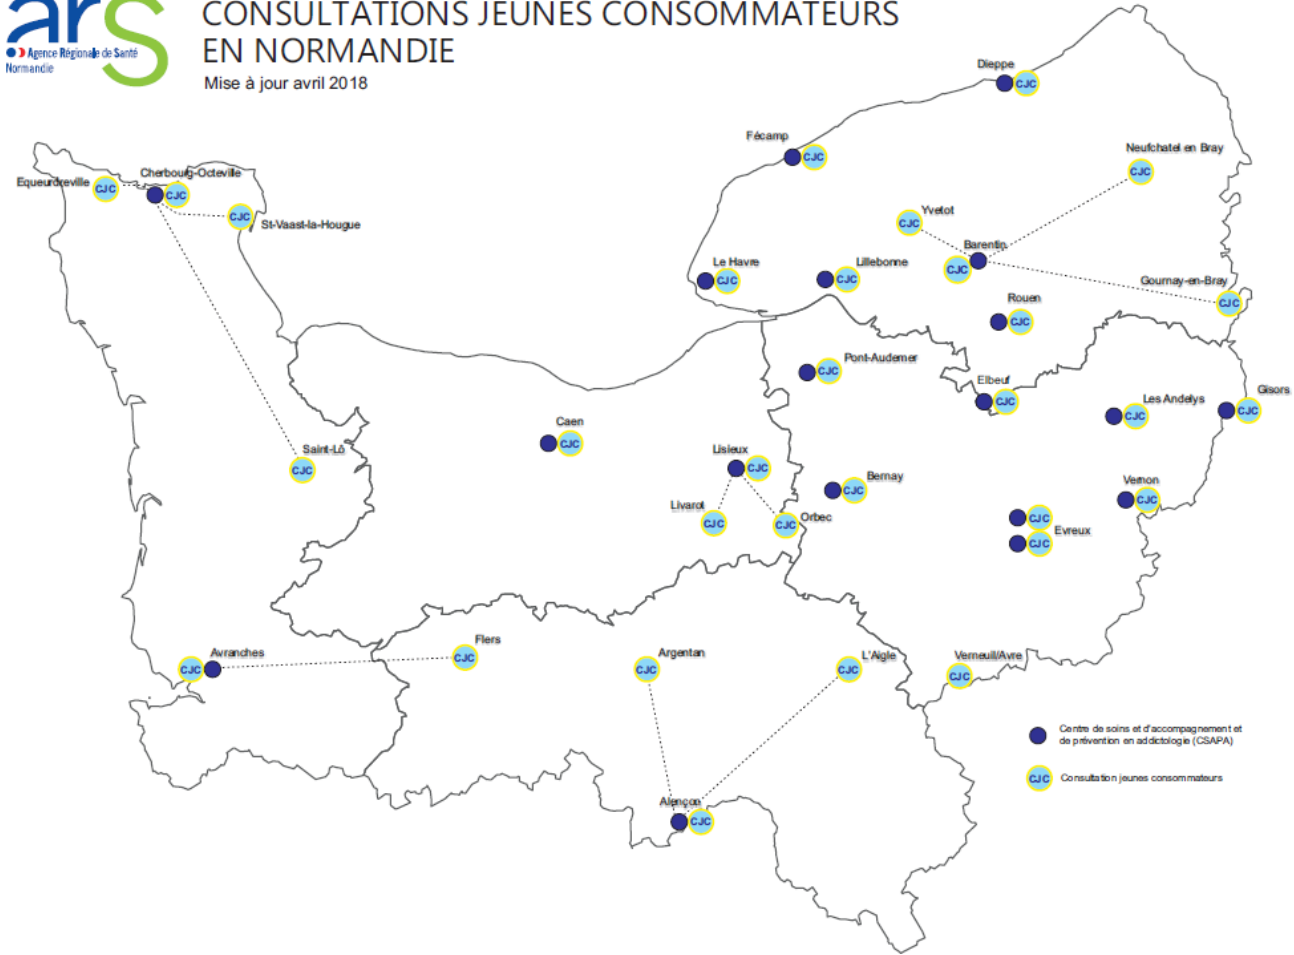 ars
Agence Régionale de Santé
Normandie
CONSULTATIONS JEUNES CONSOMMATEURS
EN NORMANDIE
Mise à jour avril 2018
Dieppe
CJC
Fécamp
CJC
Neufchatel en Bray
CJC
Equeurdreville
CJC
Cherbourg-Octeville
CJC
CJC
St-Vaast-la-Hougue
Yvetot
CJC
Barentin
CJC
Le Havre
CJC
Lillebonne
CJC
Gournay-en-Bray
CJC
Rouen
CJC
Pont-Audemer
CJC
Elbeuf
CJC
Les Andelys
CJC
Gisors
CJC
Caen
CJC
Saint-Lô
CJC
Lisieux
CJC
Bernay
CJC
Vernon
CJC
Livarot
CJC
Orbec
CJC
CJC
Evreux
CJC
Avranches
CJC
Flers
CJC
Argentan
CJC
L'Aigle
CJC
Verneuil/Avre
CJC
Centre de soins et d'accompagnement et
de prévention en addictologie (CSAPA)
CJC Consultation jeunes consommateurs
Alençon
CJC